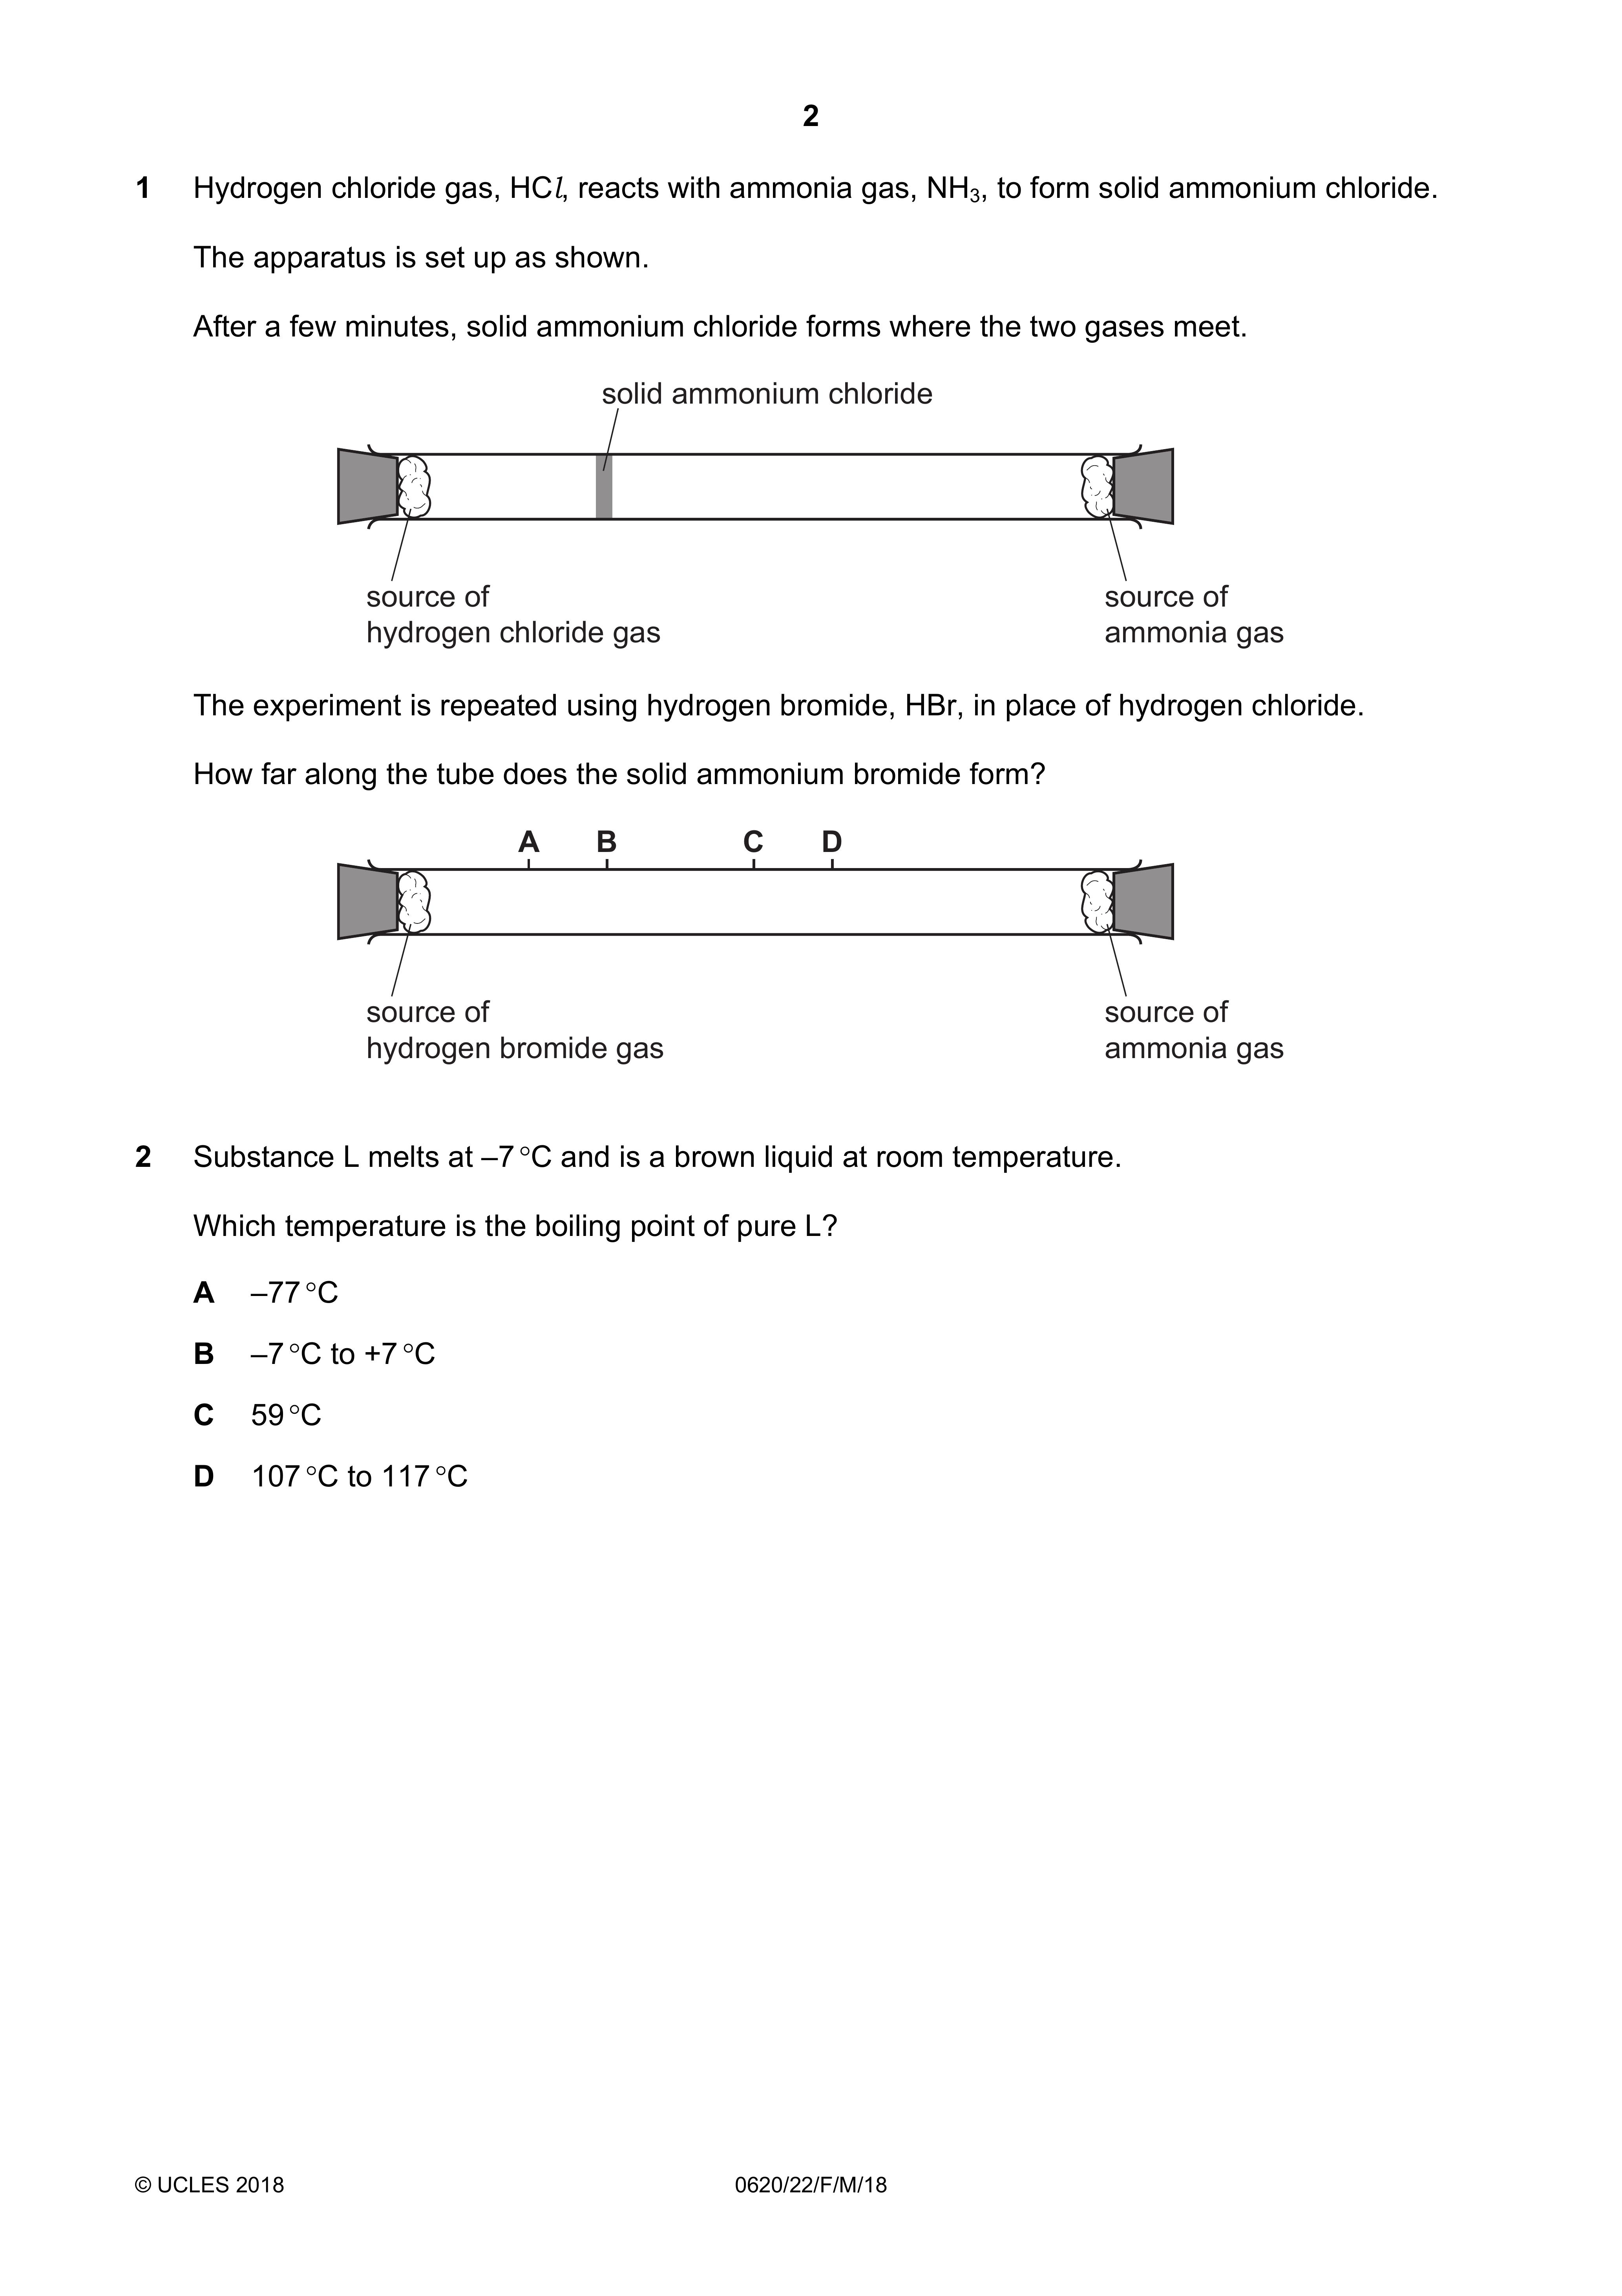 2
1 Hydrogen chloride gas, HCl, reacts with ammonia gas, NH3, to form solid ammonium chloride.
The apparatus is set up as shown.
After a few minutes, solid ammonium chloride forms where the two gases meet.
solid ammonium chloride
source of hydrogen chloride gas
source of ammonia gas
The experiment is repeated using hydrogen bromide, HBr, in place of hydrogen chloride.
How far along the tube does the solid ammonium bromide form?
A B C D
source of hydrogen bromide gas
source of ammonia gas
2 Substance L melts at –7 °C and is a brown liquid at room temperature.
Which temperature is the boiling point of pure L?
A –77 °C
B –7 °C to +7 °C
C 59 °C
D 107 °C to 117 °C
© UCLES 2018 0620/22/F/M/18